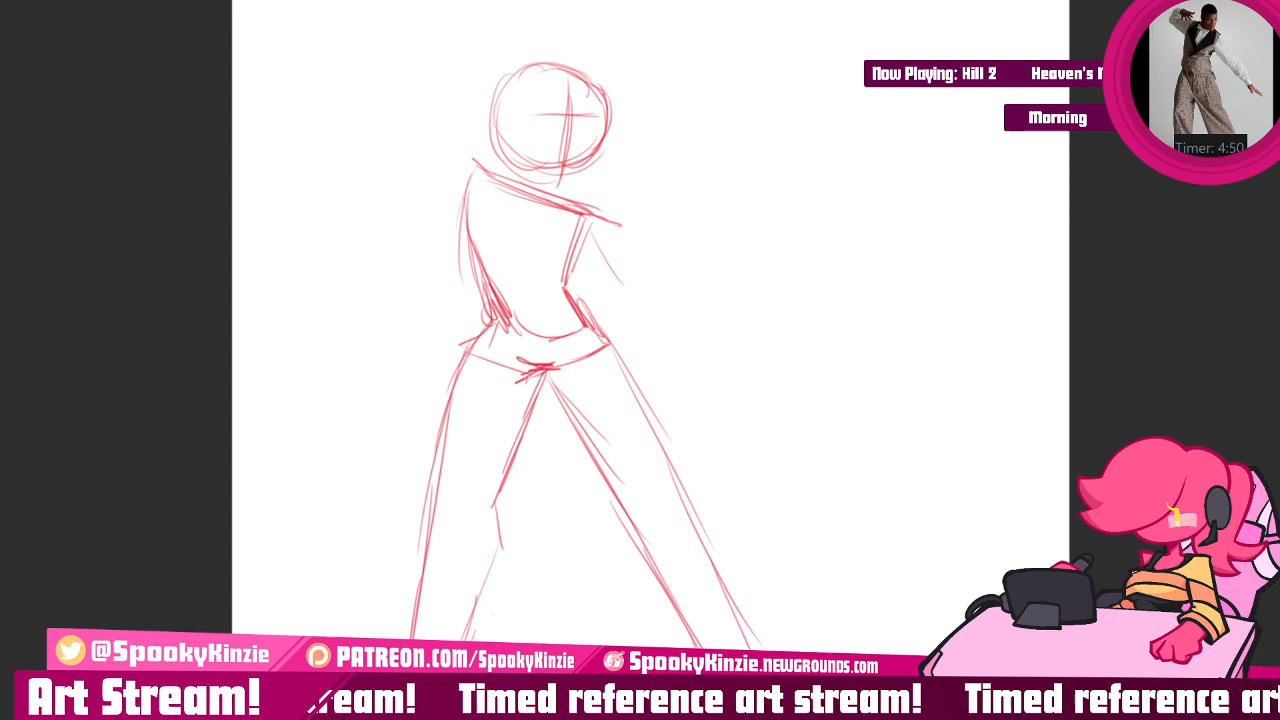 Now Playing: Hill 2 Heaven's
Morning
Timer: 4:50
@SpookyKinzie
PATREON.COM/SpookyKinzie
SpookyKinzie.NEWGROUNDS.COM
Art Stream!
ream! Timed reference art stream! Timed reference ar